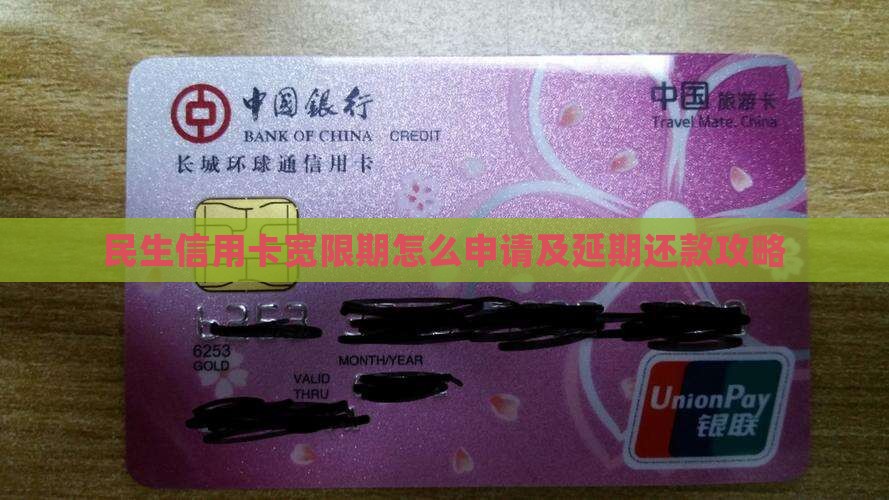 中國銀行
BANK OF CHINA CREDIT
长城环球通信用卡
中国 旅游卡
Travel Mate. China
民生信用卡宽限期怎么申请及延期还款攻略
6253
6253
GOLD
MONTH/YEAR
VALID
THRU
UnionPay
银联